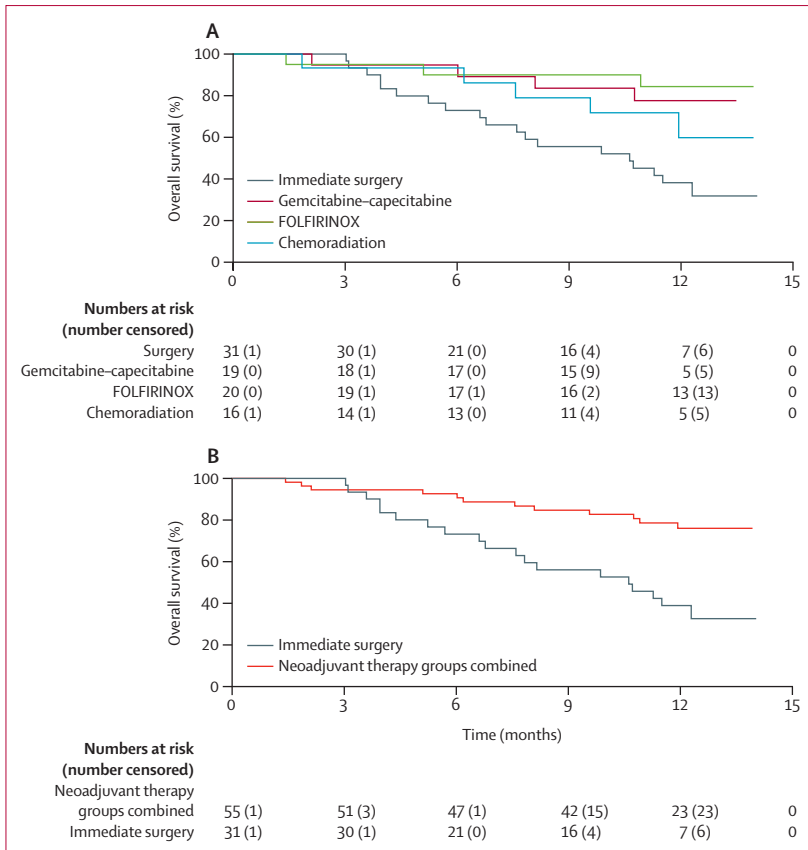 A
100
80
60
40
20
0
Overall survival (%)
Immediate surgery
Gemcitabine–capecitabine
FOLFIRINOX
Chemoradiation
0 3 6 9 12 15
Numbers at risk
(number censored)
Surgery 31 (1) 30 (1) 21 (0) 16 (4) 7 (6) 0
Gemcitabine–capecitabine 19 (0) 18 (1) 17 (0) 15 (9) 5 (5) 0
FOLFIRINOX 20 (0) 19 (1) 17 (1) 16 (2) 13 (13) 0
Chemoradiation 16 (1) 14 (1) 13 (0) 11 (4) 5 (5) 0
B
100
80
60
40
20
0
Overall survival (%)
Immediate surgery
Neoadjuvant therapy groups combined
0 3 6 9 12 15
Time (months)
Numbers at risk
(number censored)
Neoadjuvant therapy
groups combined 55 (1) 51 (3) 47 (1) 42 (15) 23 (23) 0
Immediate surgery 31 (1) 30 (1) 21 (0) 16 (4) 7 (6) 0